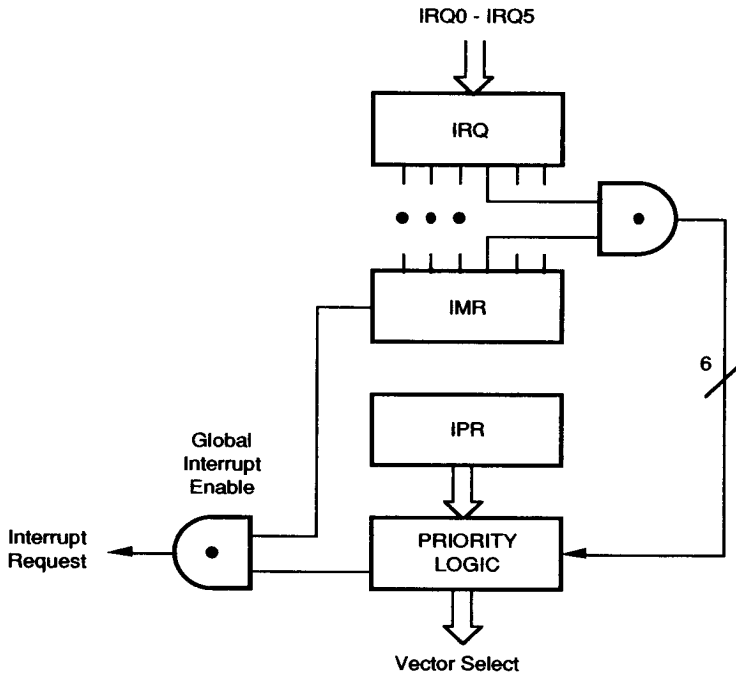 IRQ0 - IRQ5
IRQ
IMR
6
IPR
Global
Interrupt
Enable
PRIORITY
LOGIC
Interrupt
Request
Vector Select